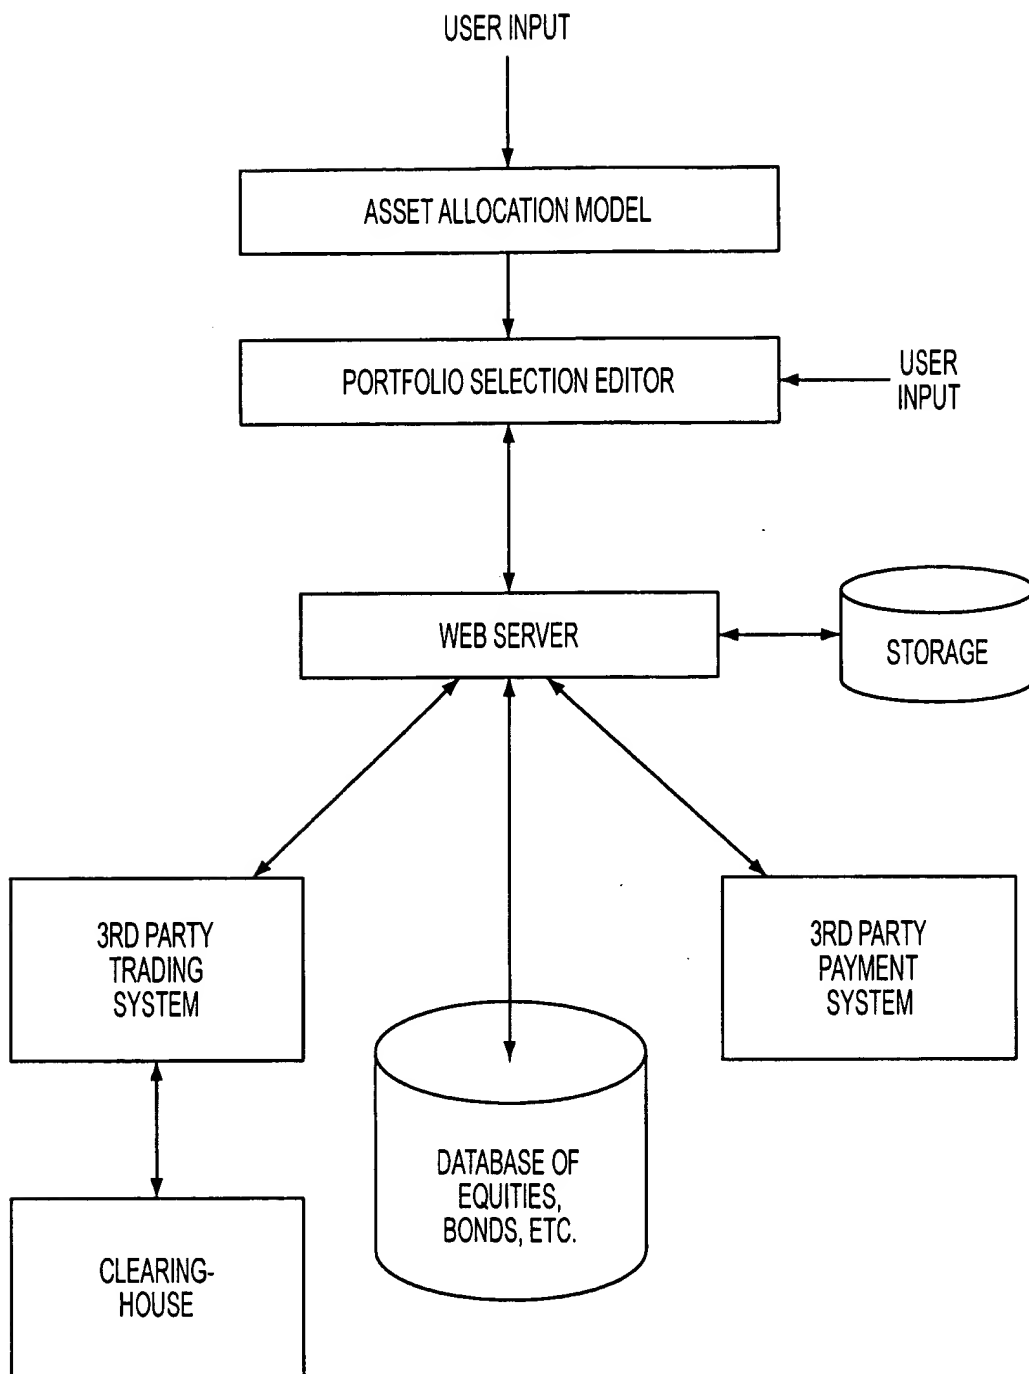 USER INPUT
ASSET ALLOCATION MODEL
PORTFOLIO SELECTION EDITOR
USER
INPUT
WEB SERVER
STORAGE
3RD PARTY
TRADING
SYSTEM
3RD PARTY
PAYMENT
SYSTEM
DATABASE OF
EQUITIES,
BONDS, ETC.
CLEARING-
HOUSE